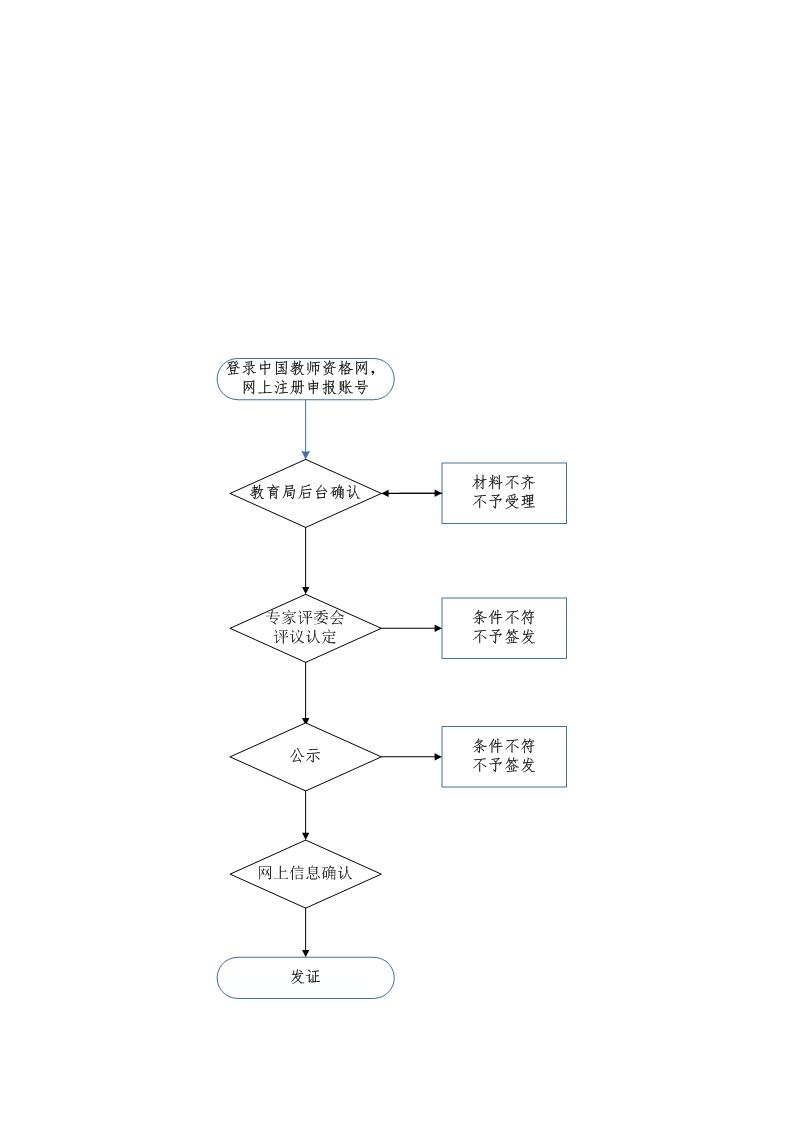 登录中国教师资格网，
网上注册申报账号
教育局后台确认
材料不齐
不予受理
专家评委会
评议认定
条件不符
不予签发
公示
条件不符
不予签发
网上信息确认
发证